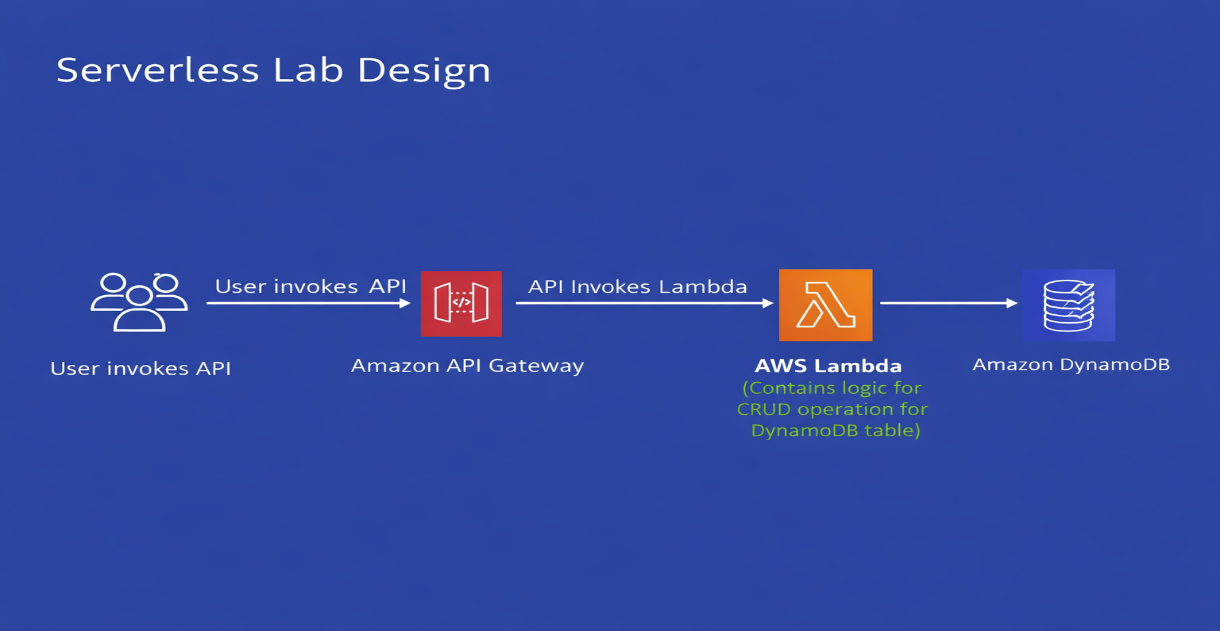 Serverless Lab Design
User invokes API
API Invokes Lambda
</>
User invokes API
Amazon API Gateway
AWS Lambda
(Contains logic for
CRUD operation for
DynamoDB table)
Amazon DynamoDB